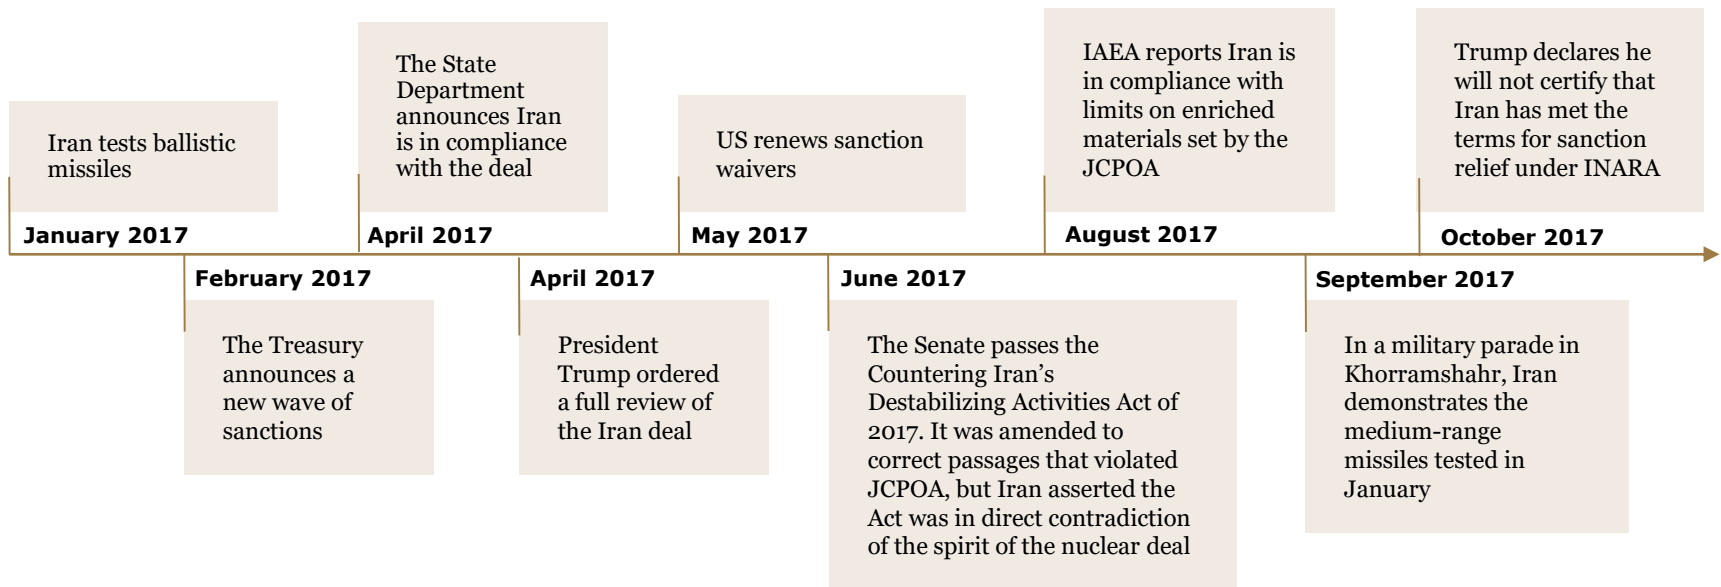 Iran tests ballistic
missiles
January 2017
The Treasury
announces a
new wave of
sanctions
February 2017
The State
Department
announces Iran
is in compliance
with the deal
April 2017
April 2017
President
Trump ordered
a full review of
the Iran deal
US renews sanction
waivers
May 2017
June 2017
The Senate passes the
Countering Iran’s
Destabilizing Activities Act of
2017. It was amended to
correct passages that violated
JCPOA, but Iran asserted the
Act was in direct contradiction
of the spirit of the nuclear deal
IAEA reports Iran is
in compliance with
limits on enriched
materials set by the
JCPOA
August 2017
September 2017
In a military parade in
Khorramshahr, Iran
demonstrates the
medium-range
missiles tested in
January
Trump declares he
will not certify that
Iran has met the
terms for sanction
relief under INARA
October 2017